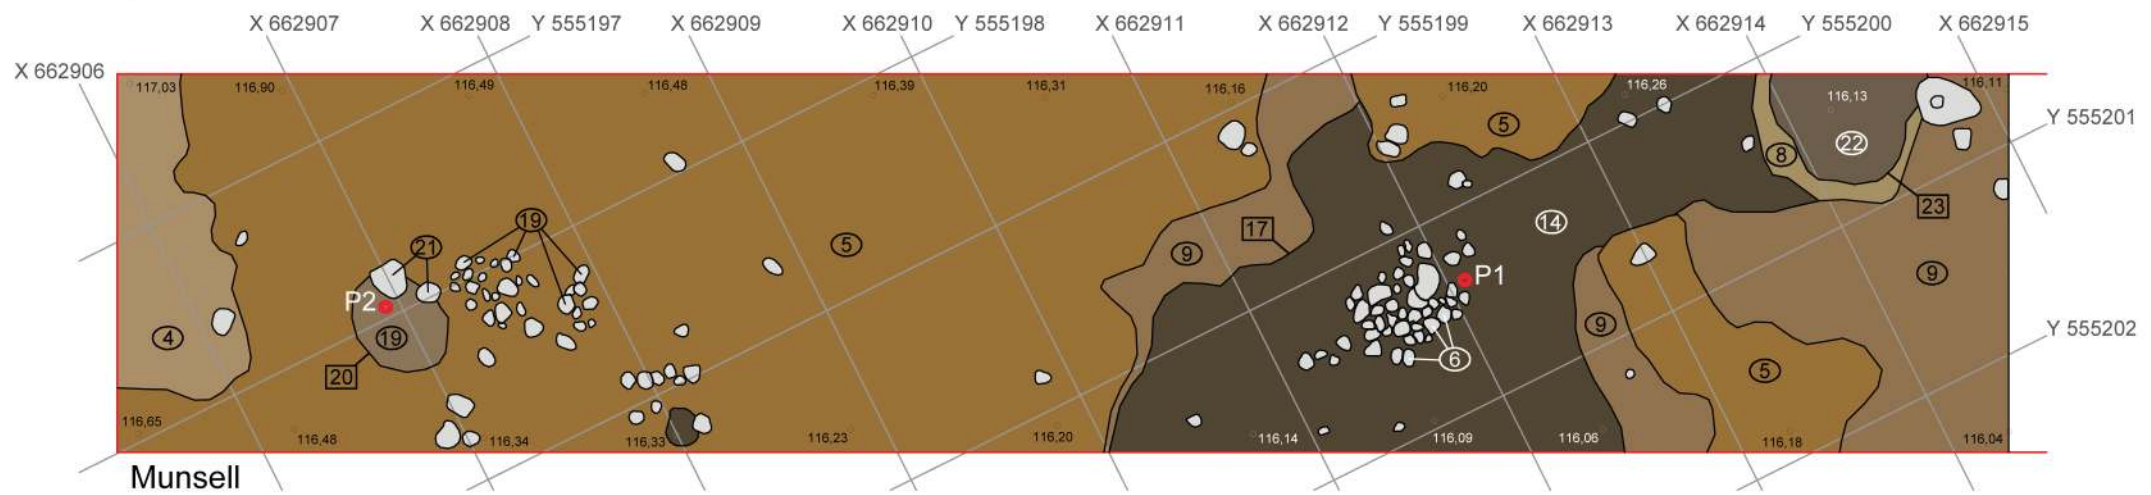 X 662907 X 662908 Y 555197 X 662909 X 662910 Y 555198 X 662911 X 662912 Y 555199 X 662913 X 662914 Y 555200 X 662915
X 662906
117,03 116,90 116,49 116,48 116,39 116,31 116,16 116,20 116,26 116,13 116,11
Y 555201
5 22
8
19 14 23
21 5 17 9 9
P2 P1
4 19 9 Y 555202
20 6 5
116,65 116,48 116,34 116,33 116,23 116,20 116,14 116,09 116,06 116,18 116,04
Munsell